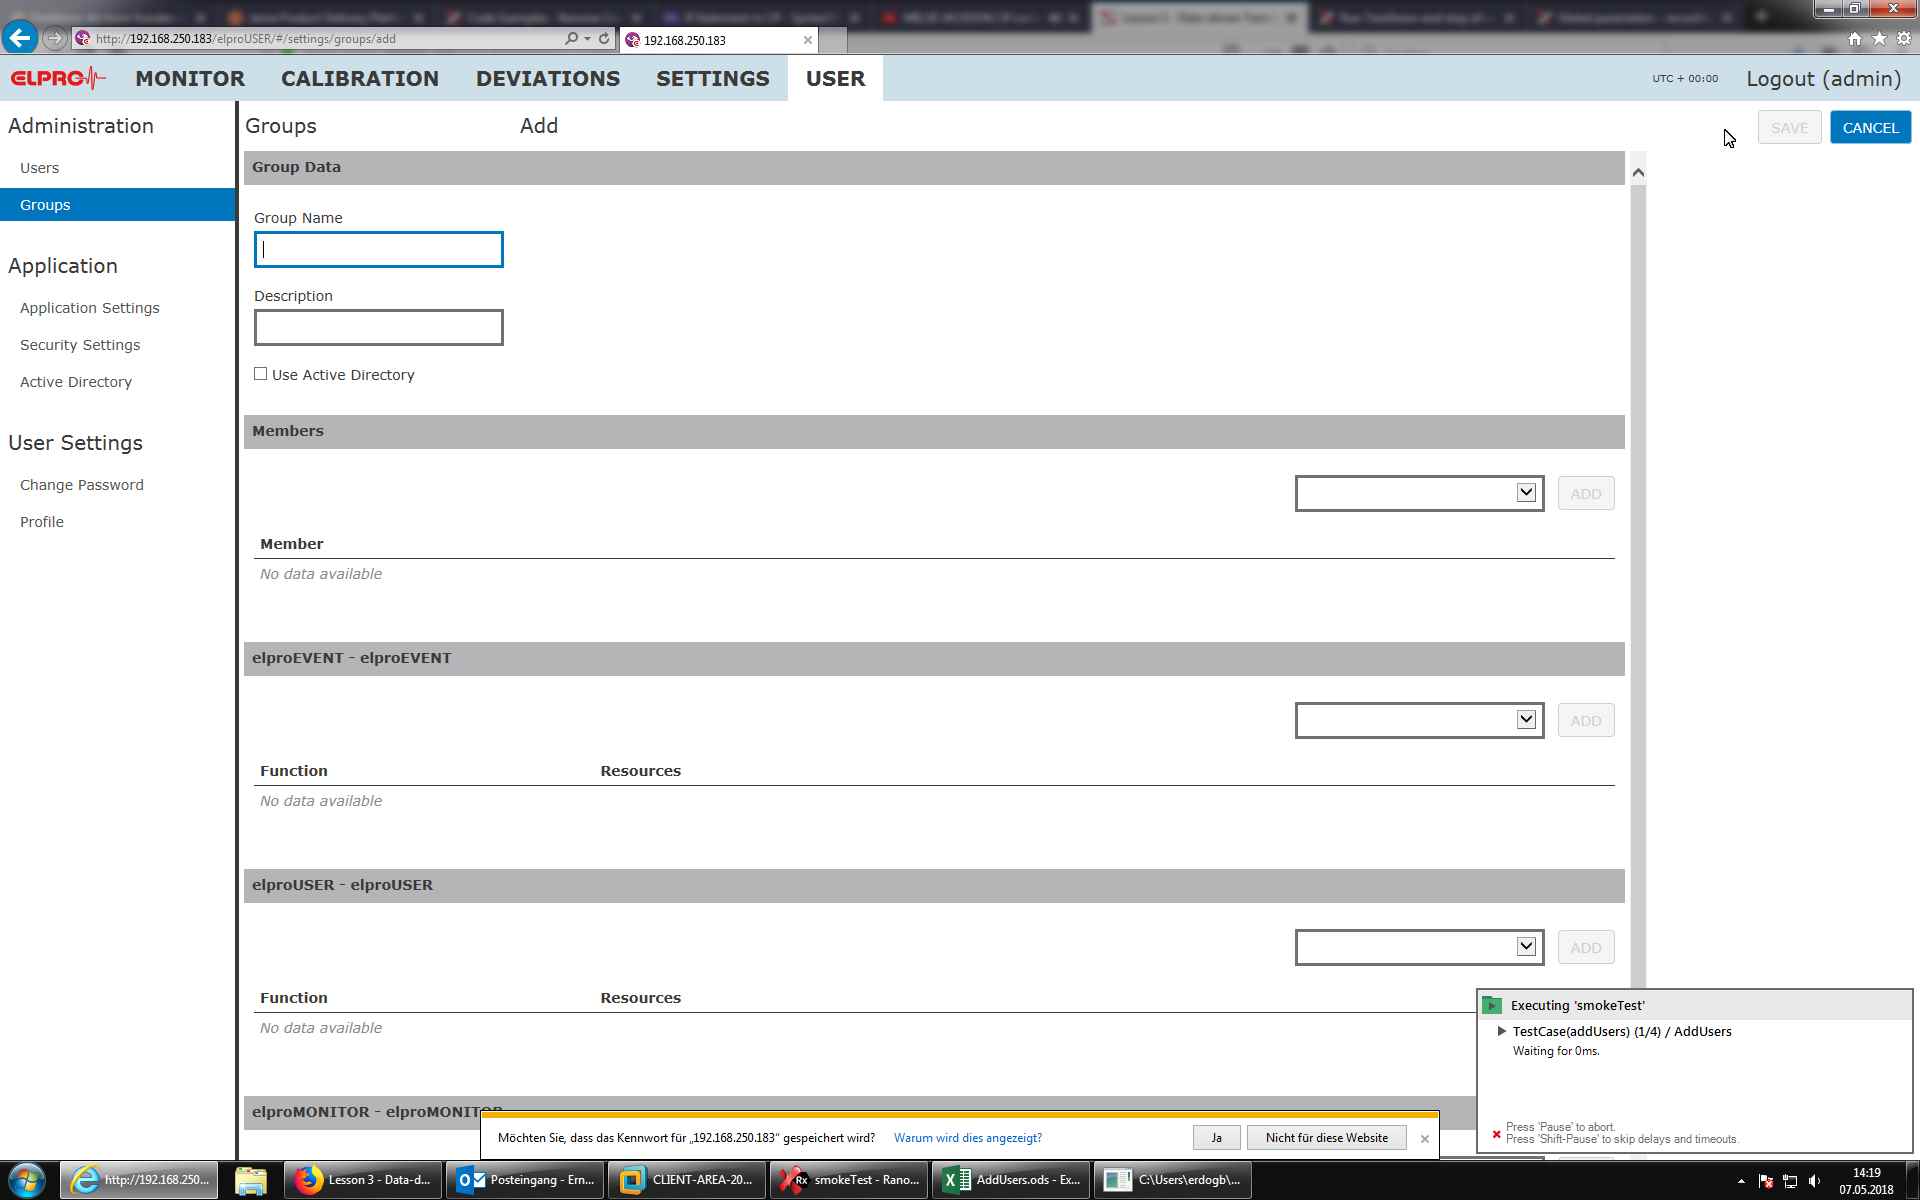 http://192.168.250.183/elproUSER/#/settings/groups/add
192.168.250.183
ELPRO
MONITOR
CALIBRATION
DEVIATIONS
SETTINGS
USER
UTC + 00:00
Logout (admin)
Administration
Users
Groups
Application
Application Settings
Security Settings
Active Directory
User Settings
Change Password
Profile
Groups
Add
SAVE
CANCEL
Group Data
Group Name
Description
Use Active Directory
Members
ADD
Member
No data available
elproEVENT - elproEVENT
ADD
Function
Resources
No data available
elproUSER - elproUSER
ADD
Function
Resources
No data available
elproMONITOR - elproMONITOR
Executing 'smokeTest'
TestCase(addUsers) (1/4) / AddUsers
Waiting for 0ms.
Press 'Pause' to abort.
Press 'Shift-Pause' to skip delays and timeouts.
Möchten Sie, dass das Kennwort für „192.168.250.183“ gespeichert wird?
Warum wird dies angezeigt?
Ja
Nicht für diese Website
http://192.168.250...
Lesson 3 - Data-d...
Posteingang - Ern...
CLIENT-AREA-20...
smokeTest - Rano...
AddUsers.ods - Ex...
C:\Users\erdogb\...
14:19
07.05.2018